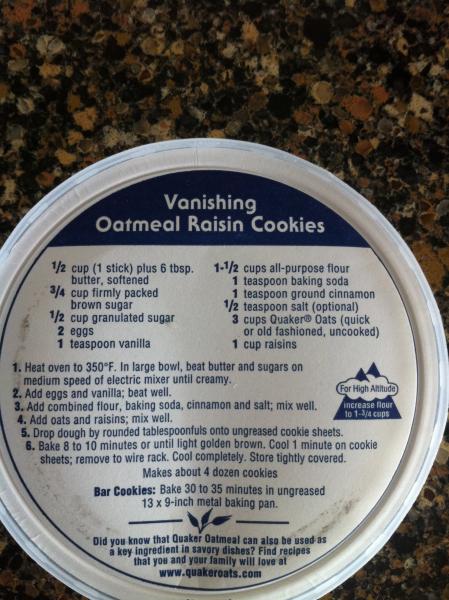 Vanishing
Oatmeal Raisin Cookies
1/2 cup (1 stick) plus 6 tbsp.
butter, softened
3/4 cup firmly packed
brown sugar
1/2 cup granulated sugar
2 eggs
1 teaspoon vanilla
1-1/2 cups all-purpose flour
1 teaspoon baking soda
1 teaspoon ground cinnamon
1/2 teaspoon salt (optional)
3 cups Quaker® Oats (quick
or old fashioned, uncooked)
1 cup raisins
1. Heat oven to 350°F. In large bowl, beat butter and sugars on
medium speed of electric mixer until creamy.
2. Add eggs and vanilla; beat well.
3. Add combined flour, baking soda, cinnamon and salt; mix well.
4. Add oats and raisins; mix well.
5. Drop dough by rounded tablespoonfuls onto ungreased cookie sheets.
6. Bake 8 to 10 minutes or until light golden brown. Cool 1 minute on cookie
sheets; remove to wire rack. Cool completely. Store tightly covered.
For High Altitude
increase flour
to 1-3/4 cups
Makes about 4 dozen cookies
Bar Cookies: Bake 30 to 35 minutes in ungreased
13 x 9-inch metal baking pan.
Did you know that Quaker Oatmeal can also be used as
a key ingredient in savory dishes? Find recipes
that you and your family will love at
www.quakeroats.com